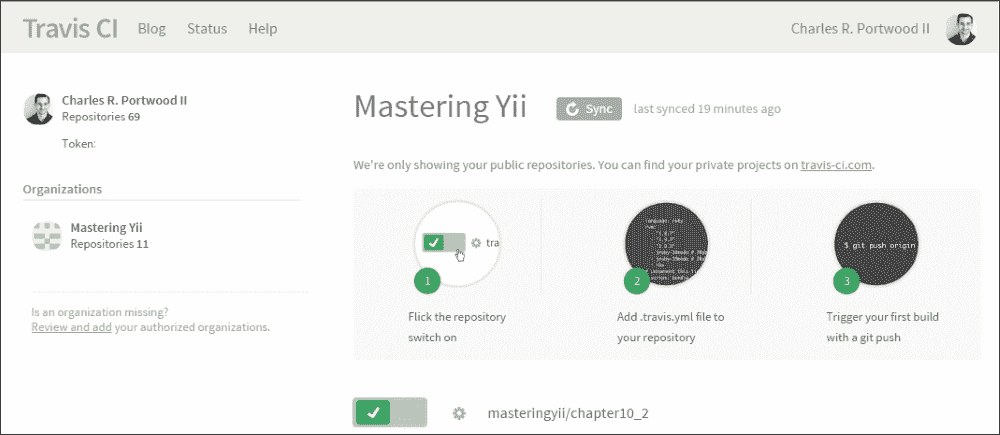 Travis CI Blog Status Help Charles R. Portwood II
Charles R. Portwood II
Repositories 69
Token:
Organizations
Mastering Yii
Repositories 11
Is an organization missing?
Review and add your authorized organizations.
Mastering Yii Sync last synced 19 minutes ago
We're only showing your public repositories. You can find your private projects on travis-ci.com.
tra
1
Flick the repository
switch on
language: ruby
2
Add .travis.yml file to
your repository
$ git push origin
3
Trigger your first build
with a git push
masteringyii/chapter10_2